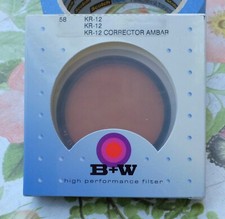 58 KR-12
KR-12
KR-12 CORRECTOR AMBAR
B+W
high performance filter